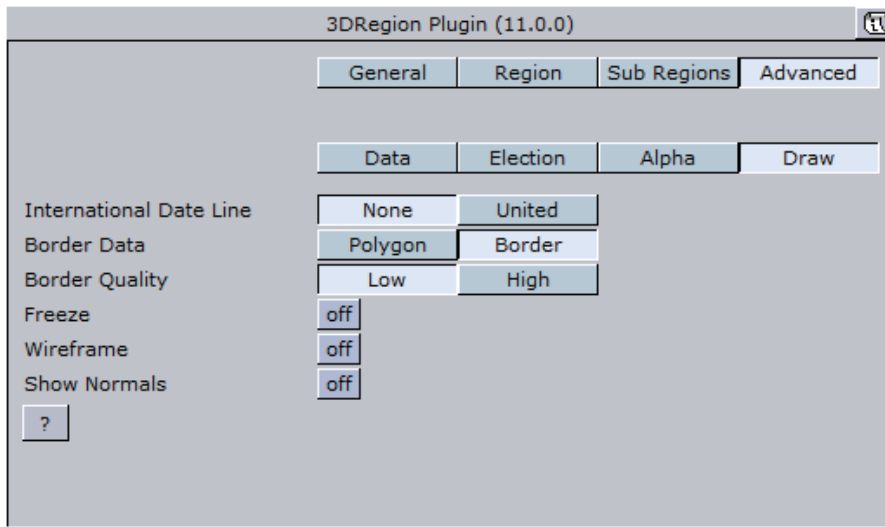 3DRegion Plugin (11.0.0)
General Region Sub Regions Advanced
Data Election Alpha Draw
International Date Line None United
Border Data Polygon Border
Border Quality Low High
Freeze off
Wireframe off
Show Normals off
?